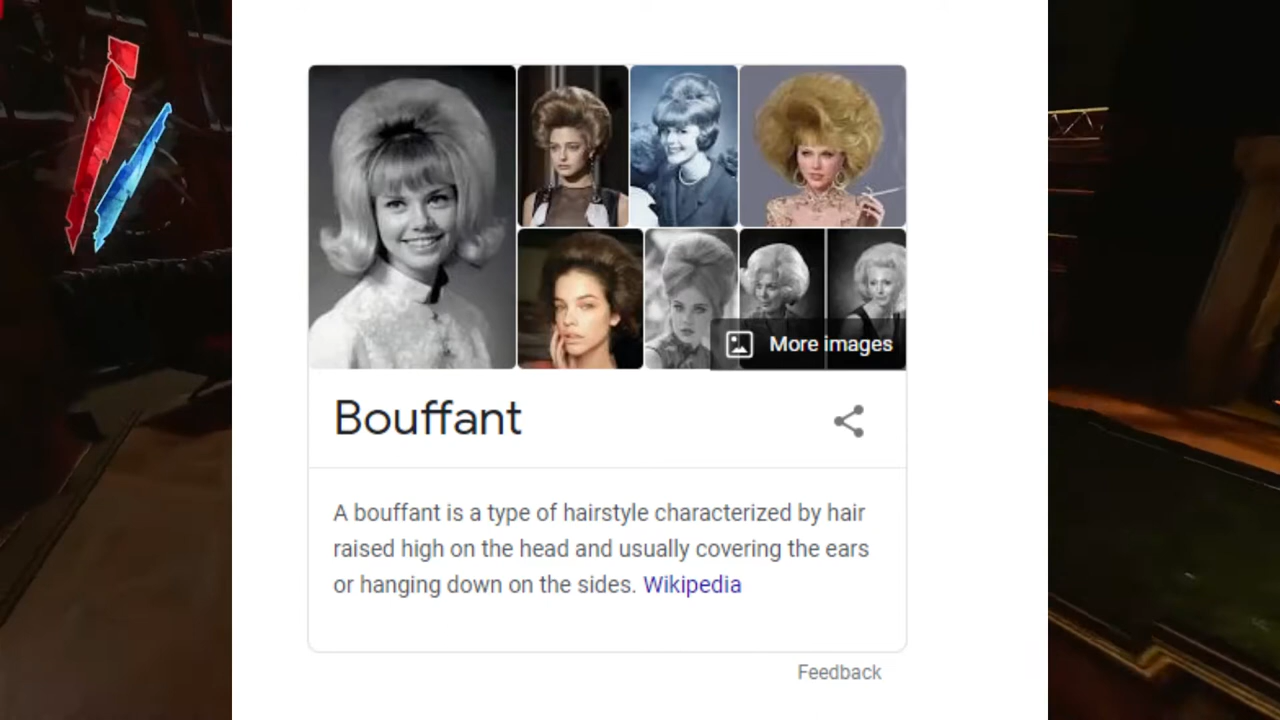 More images
Bouffant
A bouffant is a type of hairstyle characterized by hair
raised high on the head and usually covering the ears
or hanging down on the sides. Wikipedia
Feedback